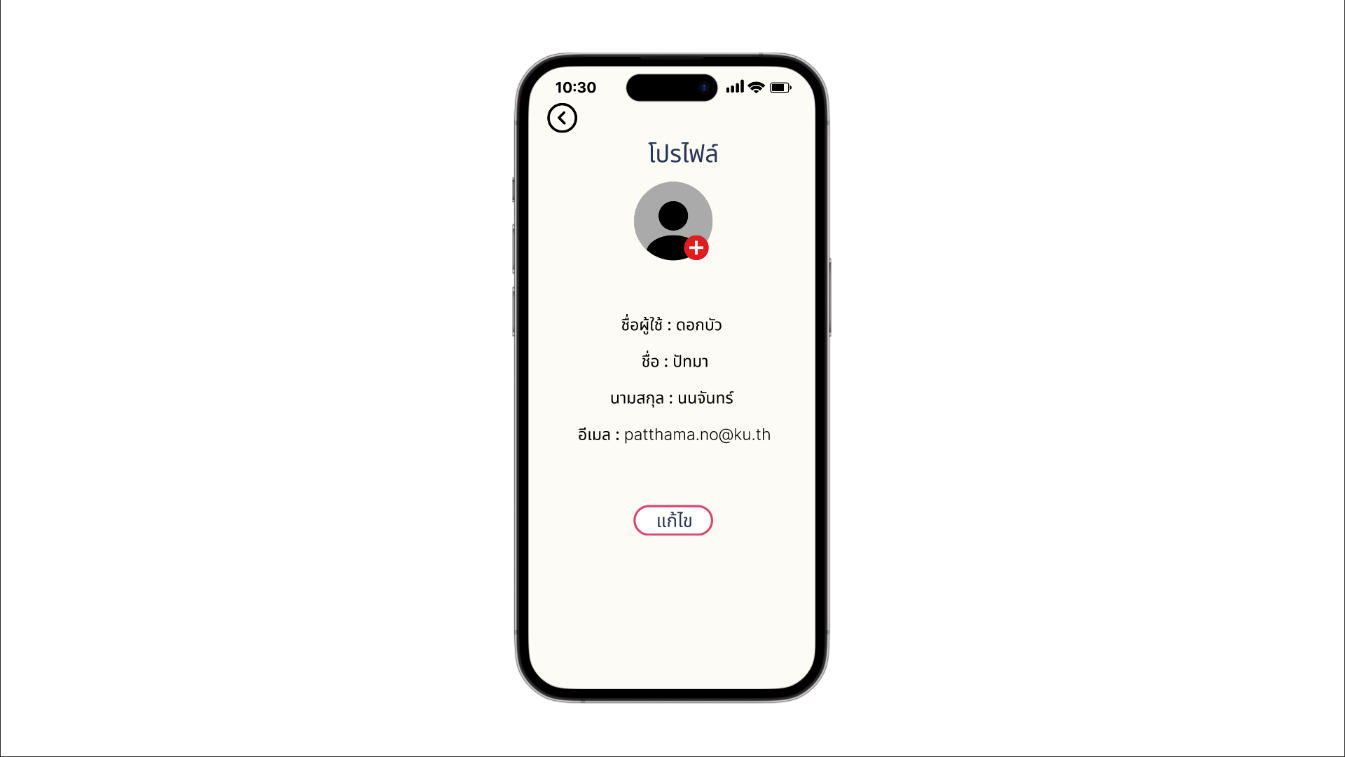 10:30
โปรไฟล์
ชื่อผู้ใช้ : ดอกบัว
ชื่อ : ปัทมา
นามสกุล : นนจันทร์
อีเมล : patthama.no@ku.th
แก้ไข